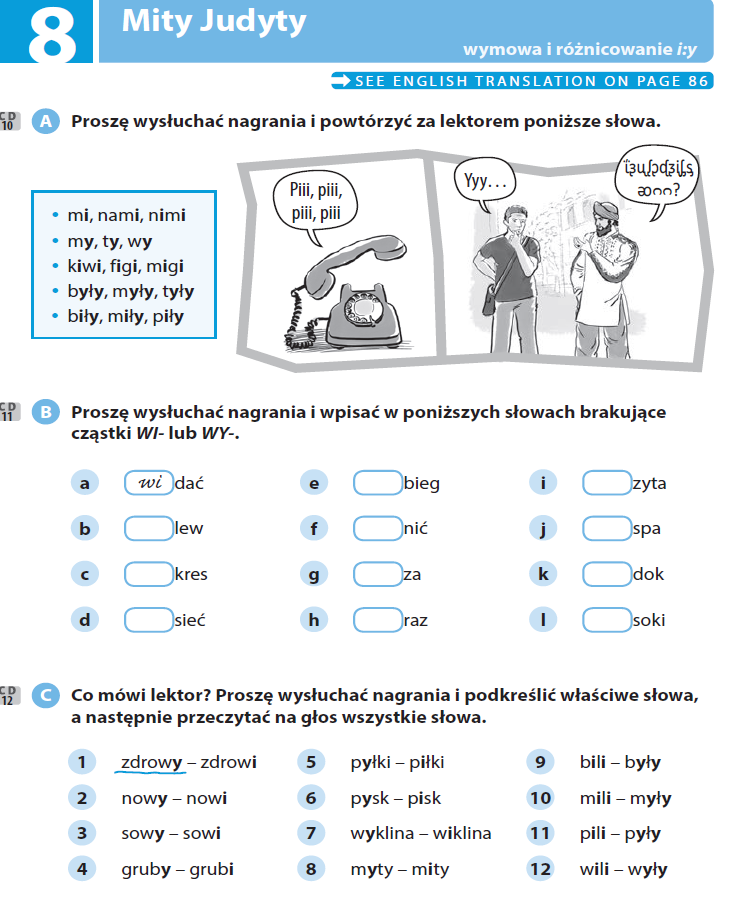 8
Mity Judyty
wymowa i różnicowanie i:y
SEE ENGLISH TRANSLATION ON PAGE 86
CD
10
A
Proszę wysłuchać nagrania i powtórzyć za lektorem poniższe słowa.
• mi, nami, nimi
• my, ty, wy
• kiwi, figi, migi
• były, myły, tyły
• biły, miły, piły
Piii, piii,
piii, piii
Yyy...
CD
11
B
Proszę wysłuchać nagrania i wpisać w poniższych słowach brakujące
cząstki WI- lub WY-.
a wi dać
b lew
c kres
d sieć
e bieg
f nić
g za
h raz
i zyta
j spa
k dok
l soki
CD
12
C
Co mówi lektor? Proszę wysłuchać nagrania i podkreślić właściwe słowa,
a następnie przeczytać na głos wszystkie słowa.
1 zdrowy – zdrowi
2 nowy – nowi
3 sowy – sowi
4 gruby – grubi
5 pyłki – piłki
6 pysk – pisk
7 wyklina – wiklina
8 myty – mity
9 bili – były
10 mili – myły
11 pili – pyły
12 wili – wyły